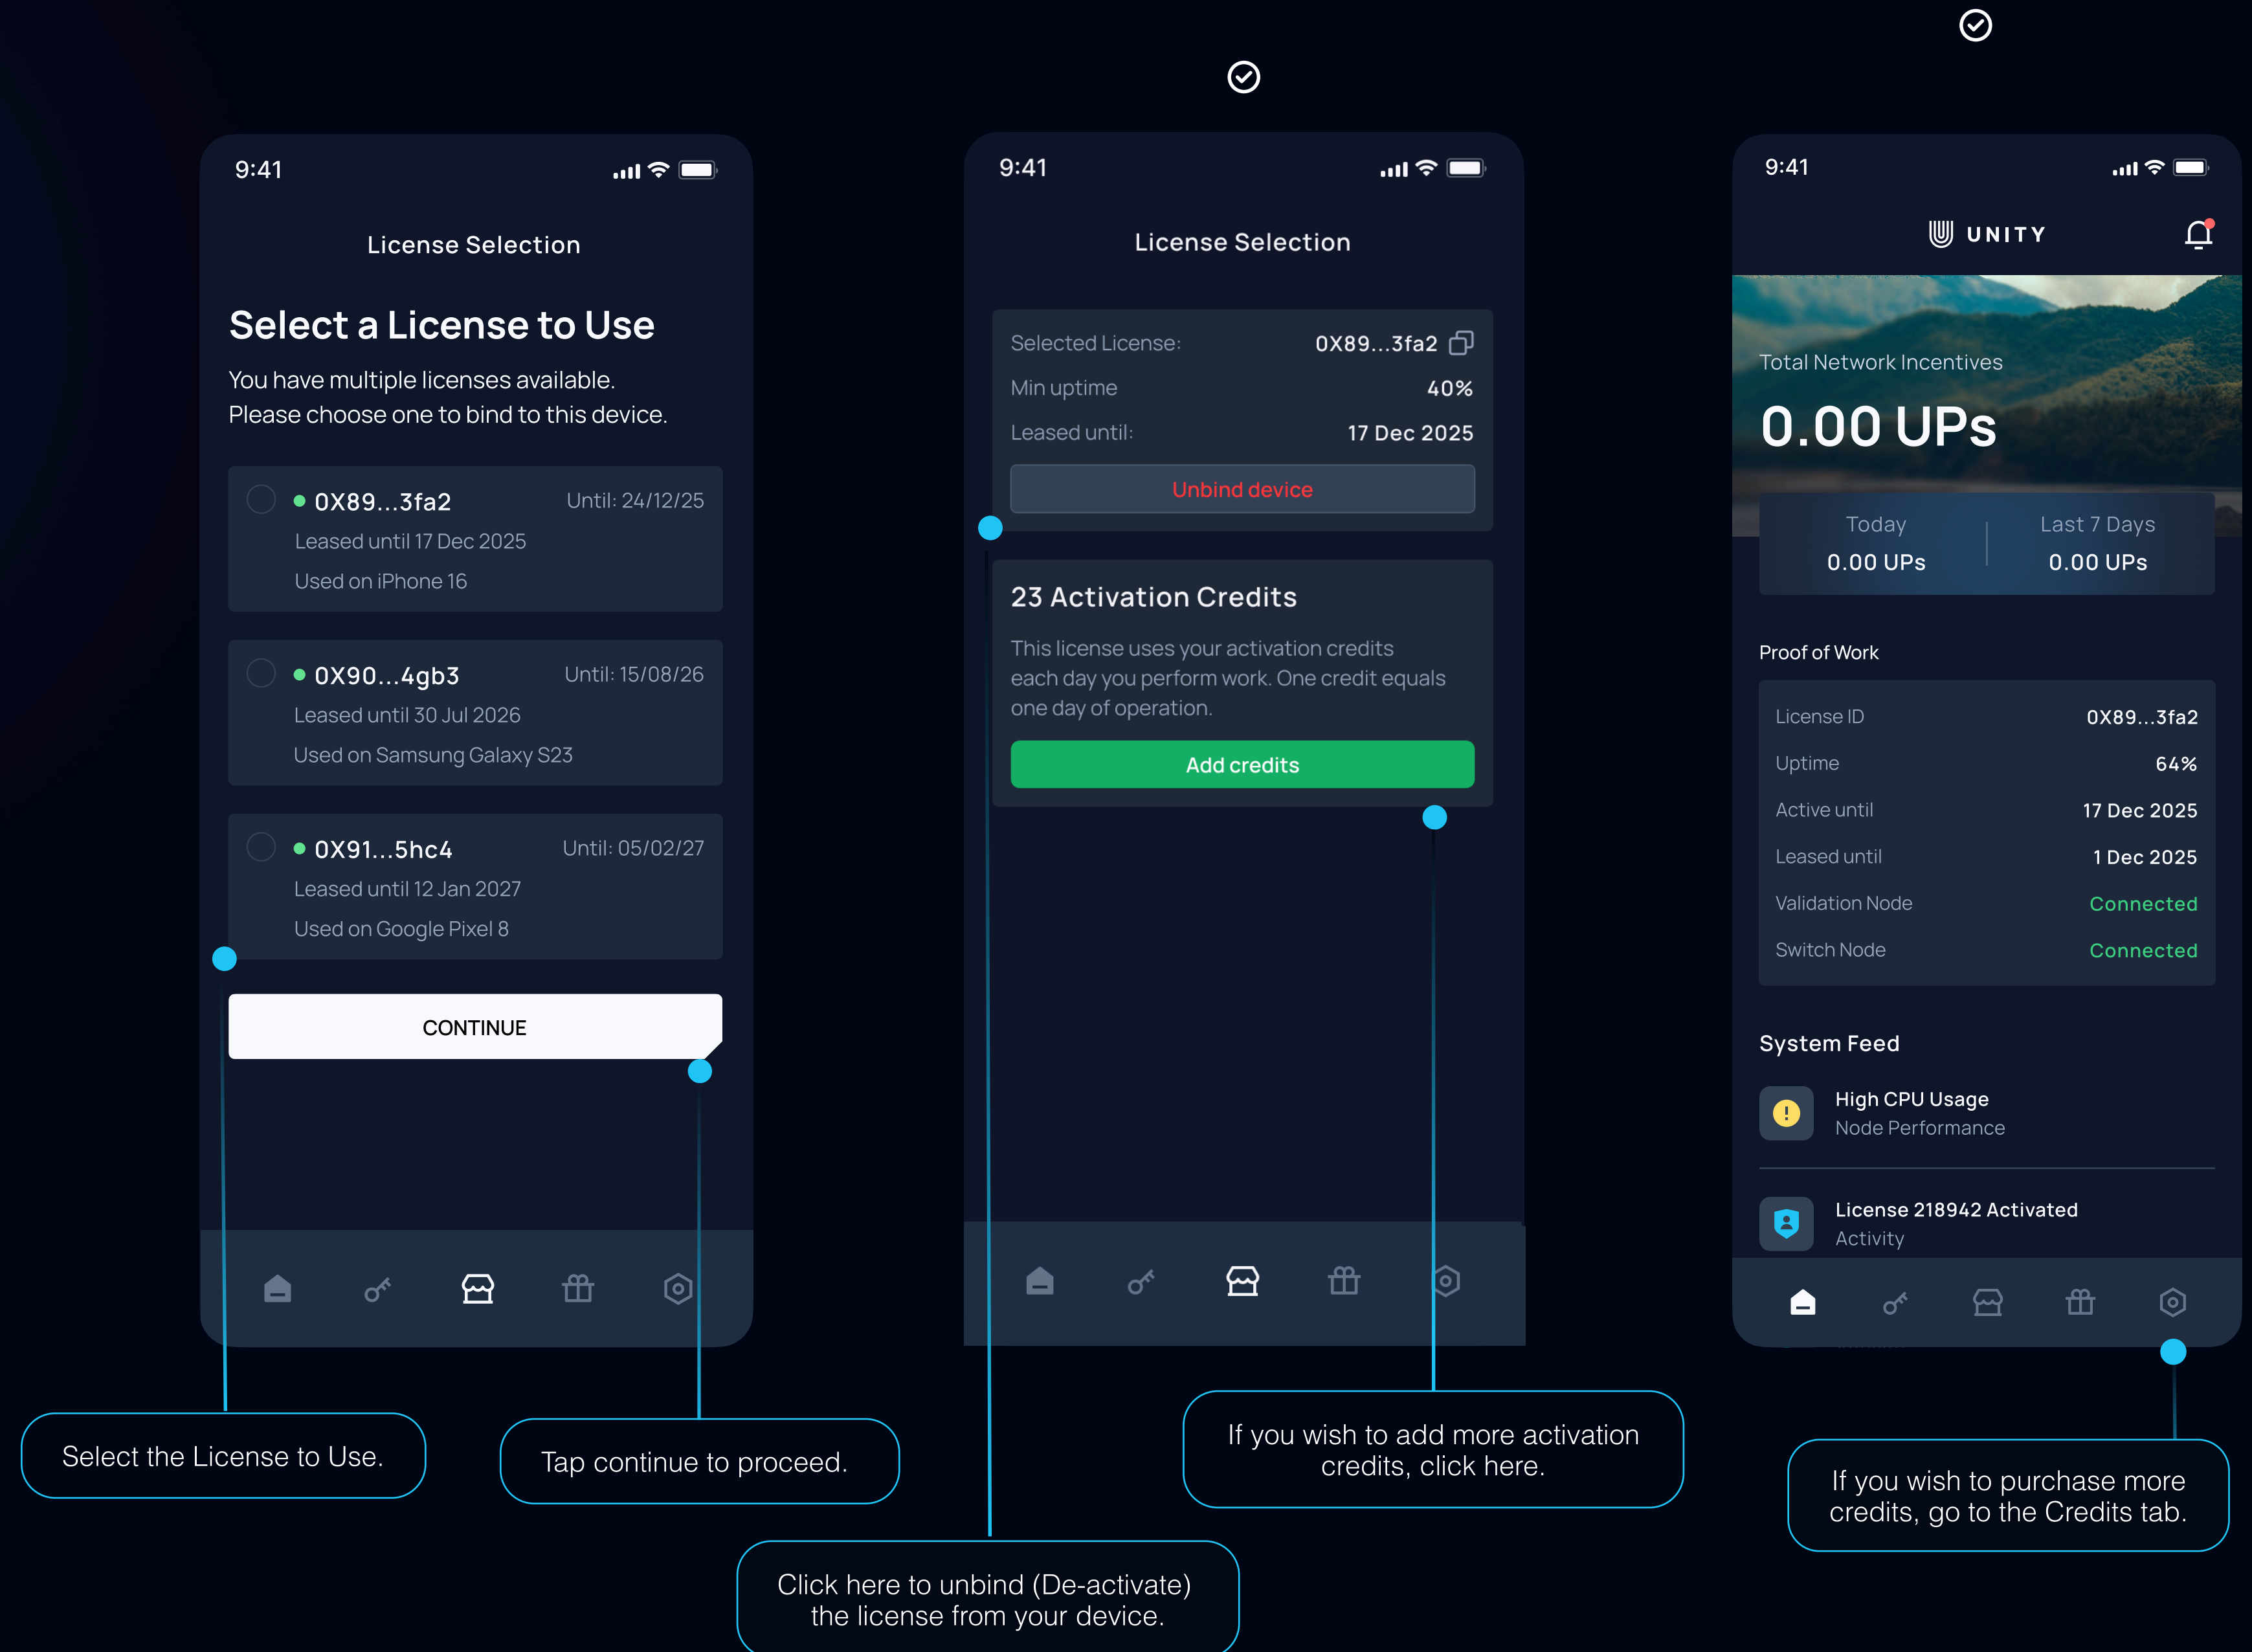 9:41
License Selection
Select a License to Use
You have multiple licenses available.
Please choose one to bind to this device.
0X89...3fa2 Until: 24/12/25
Leased until 17 Dec 2025
Used on iPhone 16
0X90...4gb3 Until: 15/08/26
Leased until 30 Jul 2026
Used on Samsung Galaxy S23
0X91...5hc4 Until: 05/02/27
Leased until 12 Jan 2027
Used on Google Pixel 8
CONTINUE
Select the License to Use.
Tap continue to proceed.
9:41
License Selection
Selected License: 0X89...3fa2
Min uptime 40%
Leased until: 17 Dec 2025
Unbind device
23 Activation Credits
This license uses your activation credits
each day you perform work. One credit equals
one day of operation.
Add credits
Click here to unbind (De-activate)
the license from your device.
If you wish to add more activation
credits, click here.
9:41
UNITY
Total Network Incentives
0.00 UPs
Today Last 7 Days
0.00 UPs 0.00 UPs
Proof of Work
License ID 0X89...3fa2
Uptime 64%
Active until 17 Dec 2025
Leased until 1 Dec 2025
Validation Node Connected
Switch Node Connected
System Feed
High CPU Usage
Node Performance
License 218942 Activated
Activity
If you wish to purchase more
credits, go to the Credits tab.